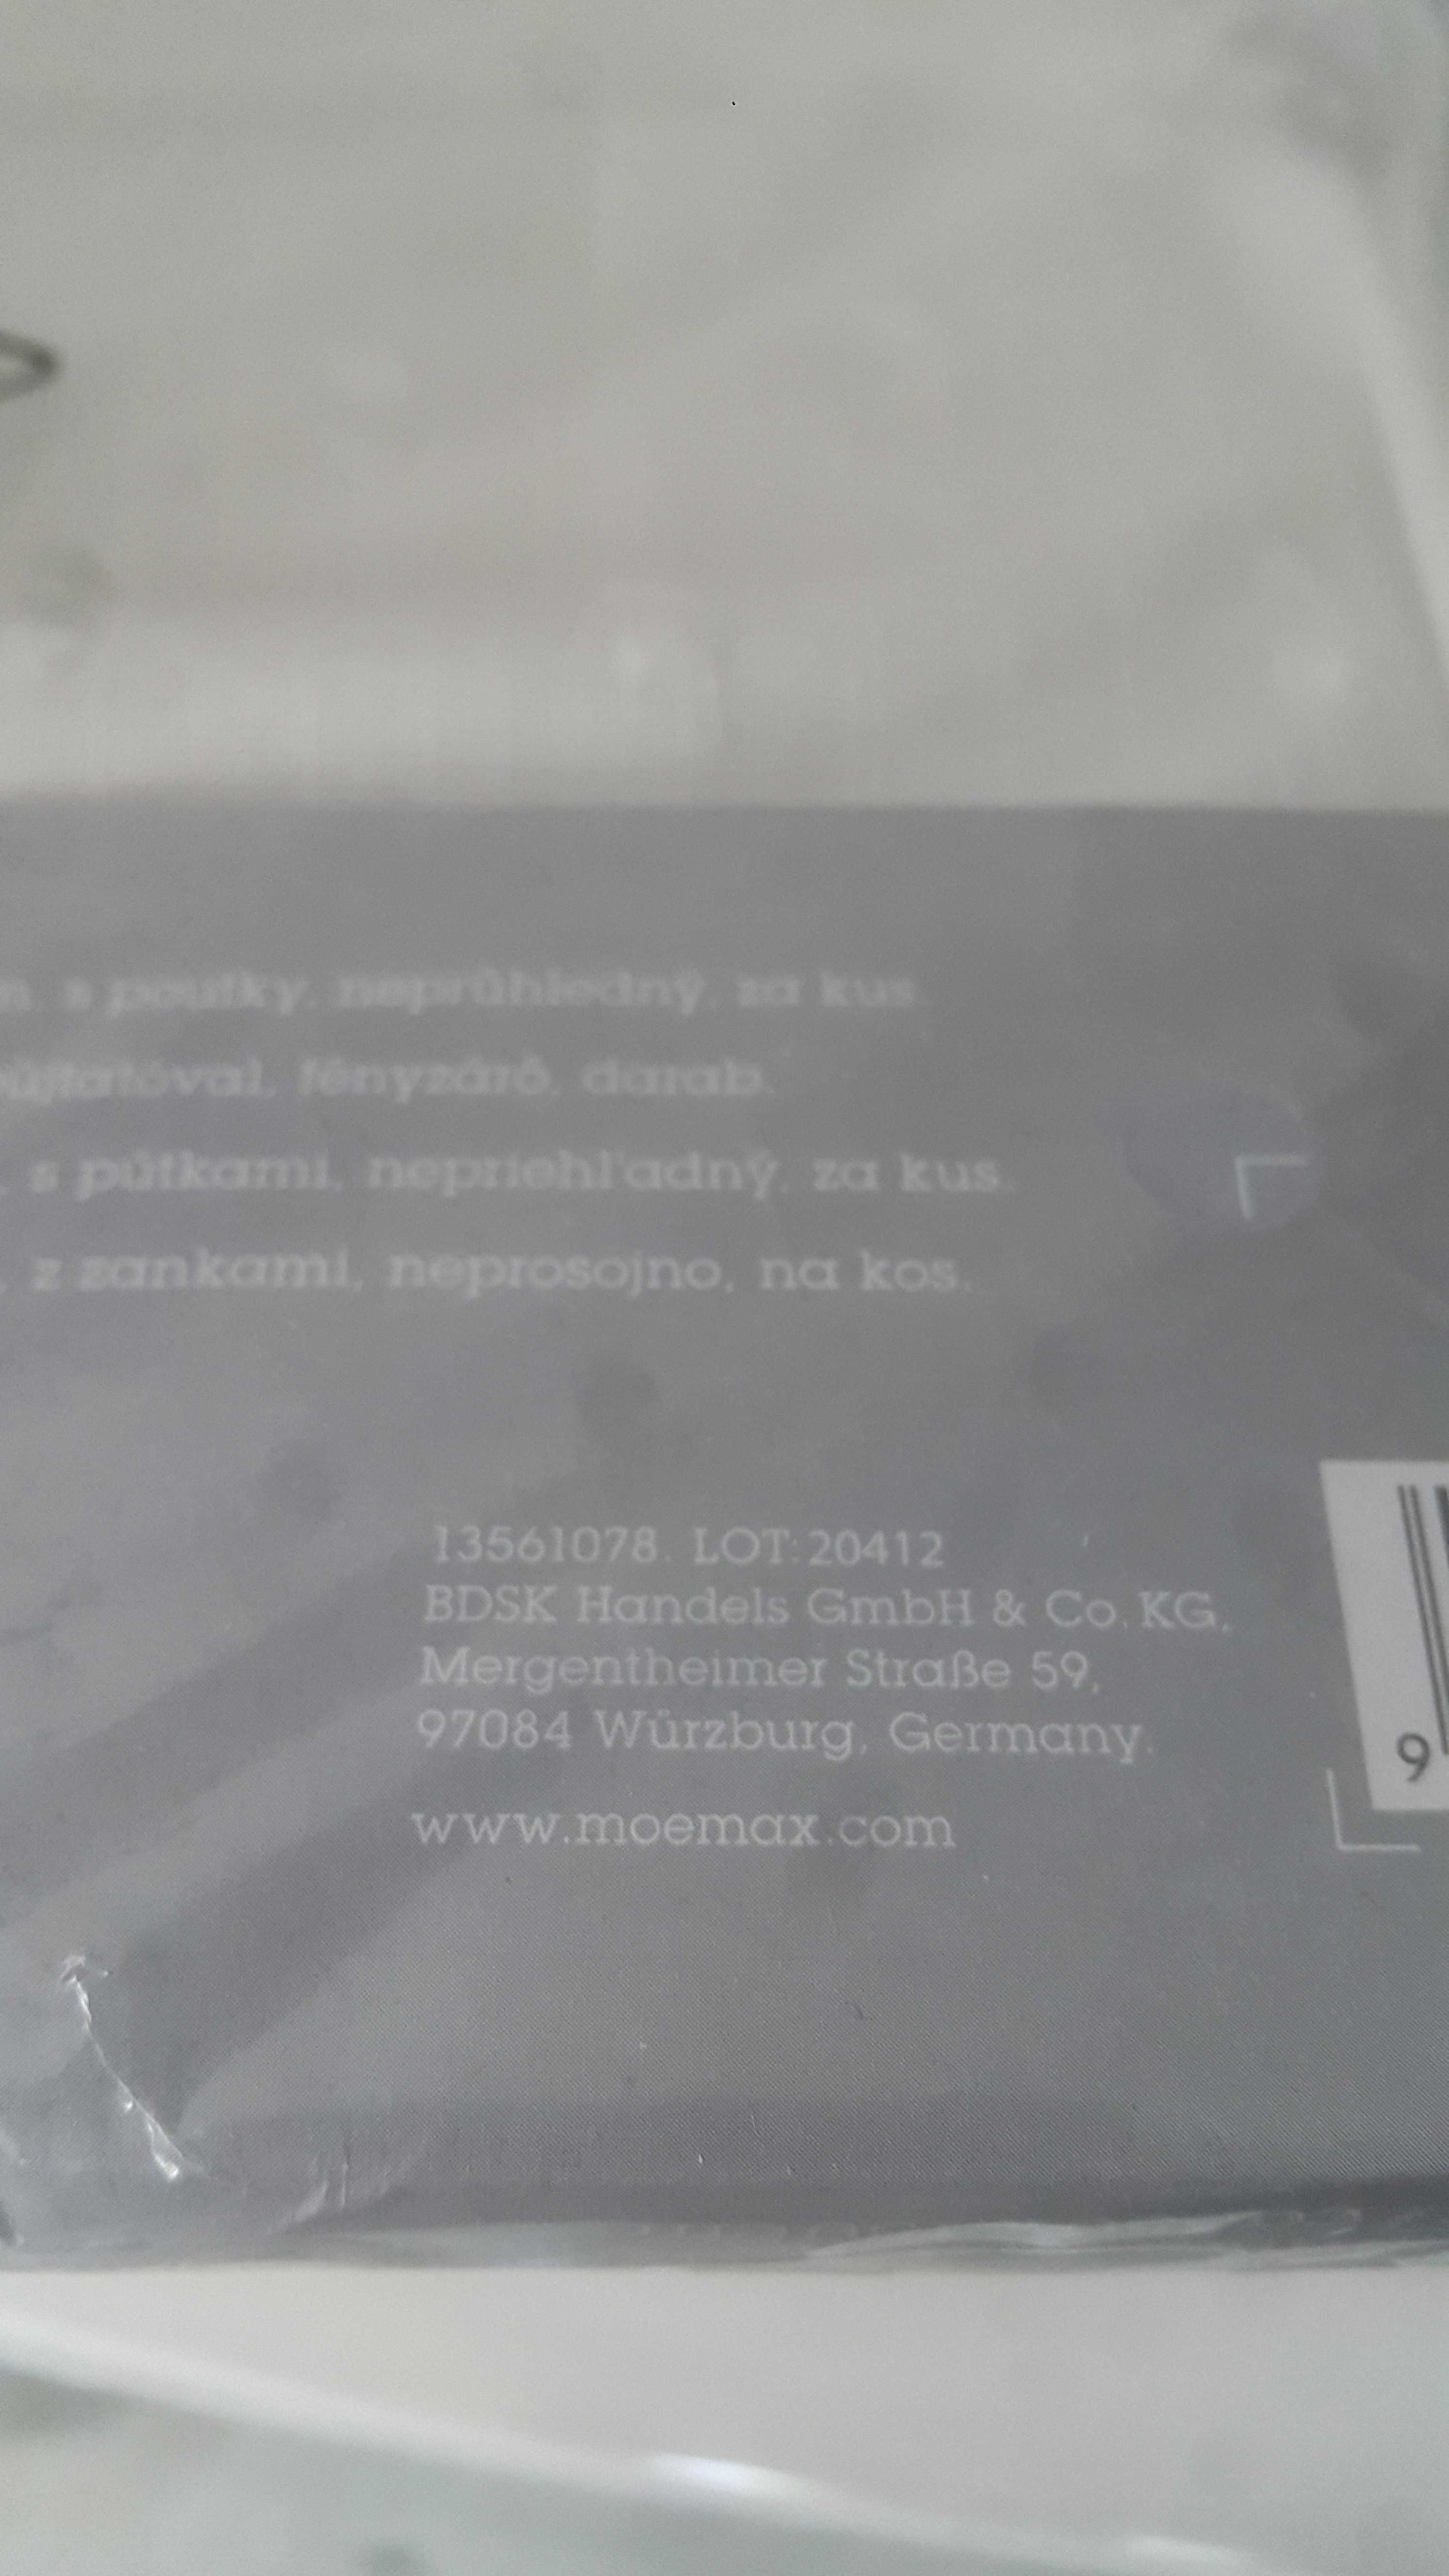 s poutky, neprůhledný, za kus.
fényzáró, darab.
s pútkami, nepriehľadný, za kus.
z zankami, neprosojno, na kos.
13561078. LOT: 20412
BDSK Handels GmbH & Co. KG,
Mergentheimer Straße 59,
97084 Würzburg, Germany.
www.moemax.com
9